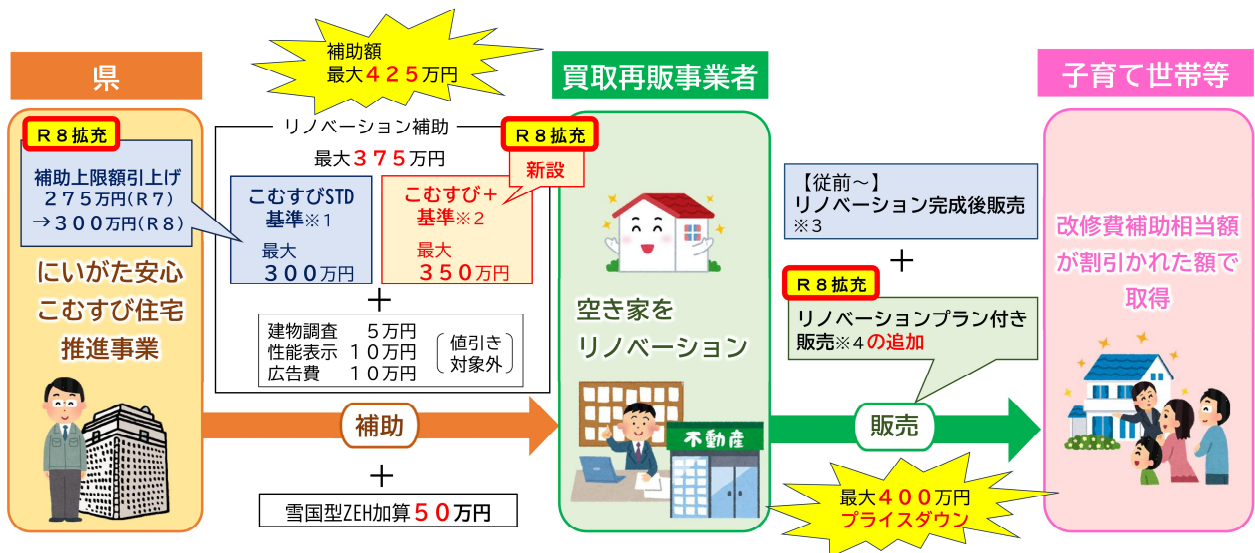 県
R8拡充
補助上限額引上げ
275万円(R7)
→300万円(R8)
にいがた安心
こむすび住宅
推進事業
補助額
最大425万円
リノベーション補助
最大375万円
こむすびSTD
基準※1
最大
300万円
R8拡充
新設
こむすび+
基準※2
最大
350万円
+
建物調査 5万円
性能表示 10万円
広告費 10万円
値引き
対象外
補助
+
雪国型ZEH加算50万円
買取再販事業者
空き家を
リノベーション
不動産
【従前~】
リノベーション完成後販売
※3
+
R8拡充
リノベーションプラン付き
販売※4の追加
販売
最大400万円
プライスダウン
子育て世帯等
改修費補助相当額
が割引かれた額で
取得